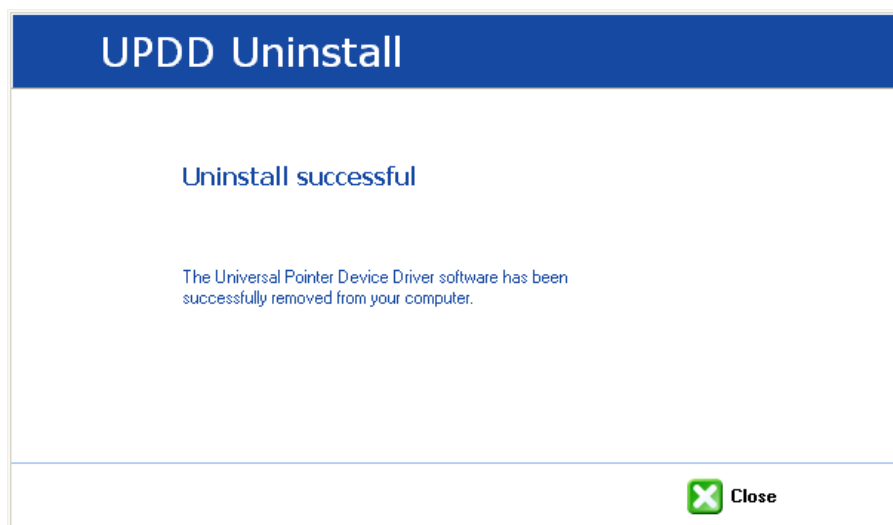 UPDD Uninstall
Uninstall successful
The Universal Pointer Device Driver software has been
successfully removed from your computer.
Close